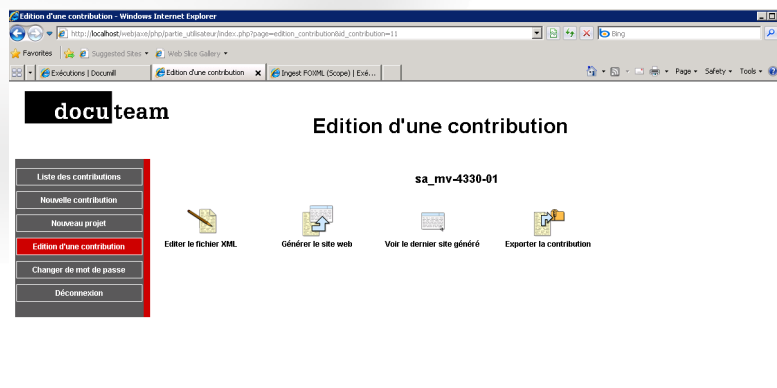 Edition d'une contribution - Windows Internet Explorer
http://localhost/webjaxe/php/partie_utilisateur/index.php?page=edition_contribution&id_contribution=11
Bing
Favorites Suggested Sites Web Slice Gallery
Exécutions | Documill Edition d'une contribution Ingest FOXML (Scope) | Exé... Page Safety Tools
docuteam
Edition d'une contribution
sa_mv-4330-01
Liste des contributions
Nouvelle contribution
Nouveau projet
Edition d'une contribution
Changer de mot de passe
Déconnexion
Editer le fichier XML Générer le site web Voir le dernier site généré Exporter la contribution